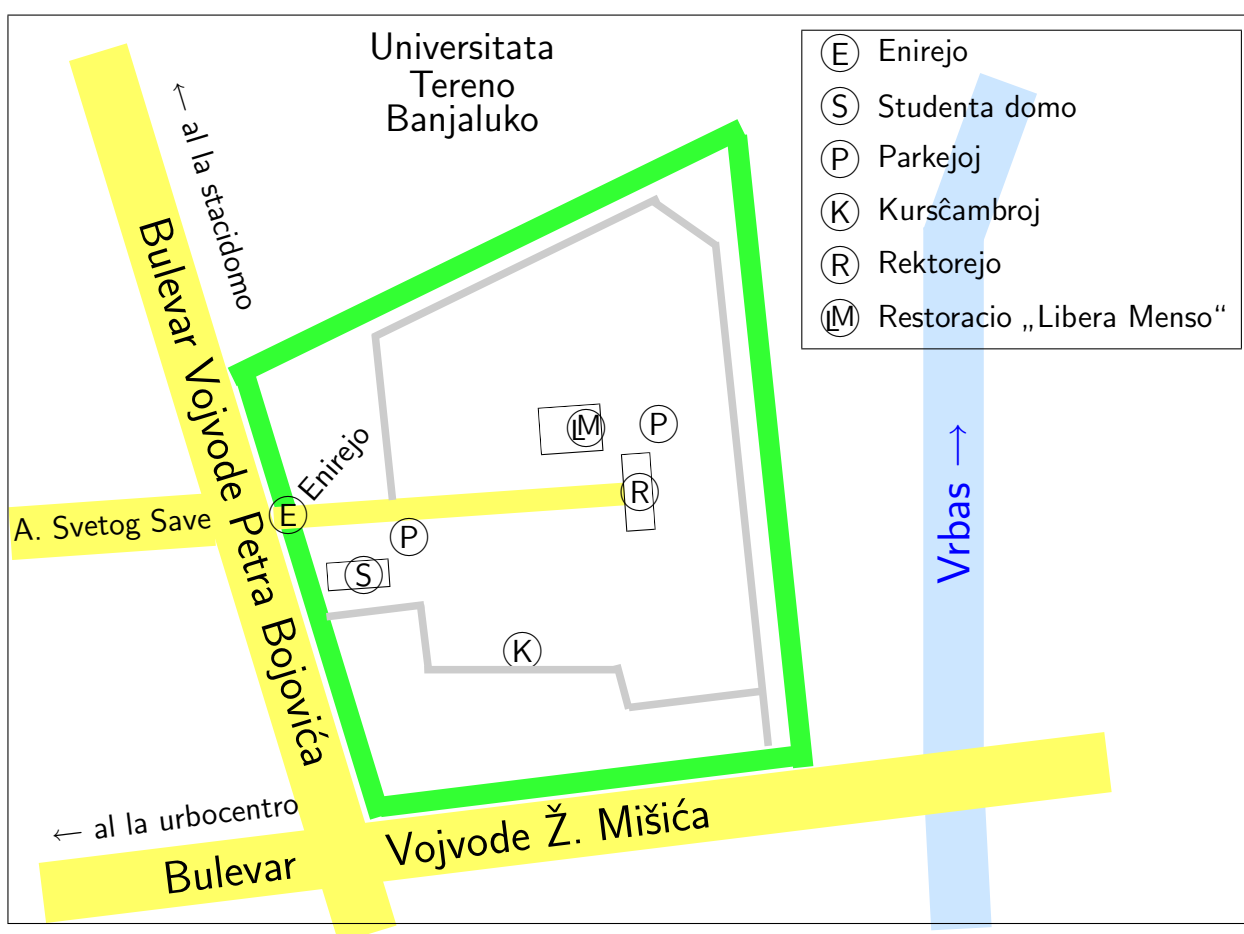 Universitata
Tereno
Banjaluko
E Enirejo
S Studenta domo
P Parkejoj
K Kursĉambroj
R Rektorejo
LM Restoracio „Libera Menso“
← al la stacidomo
Bulevar Vojvode Petra Bojovića
LM
P
Enirejo
R
E
A. Svetog Save
P
S
K
Vrbas →
← al la urbocentro
Bulevar Vojvode Ž. Mišića